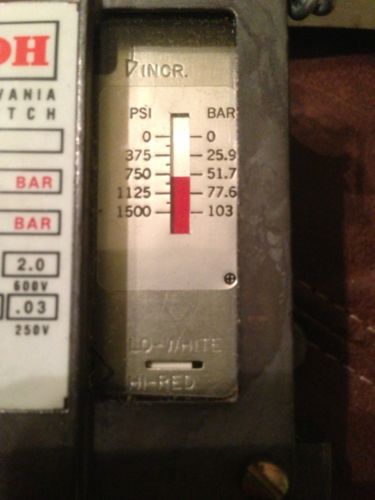 OH
VANIA
TCH
BAR
BAR
2.0
600V
.03
250V
INCR.
PSI BAR
0 0
375 25.9
750 51.7
1125 77.6
1500 103
LO-WHITE
HI-RED